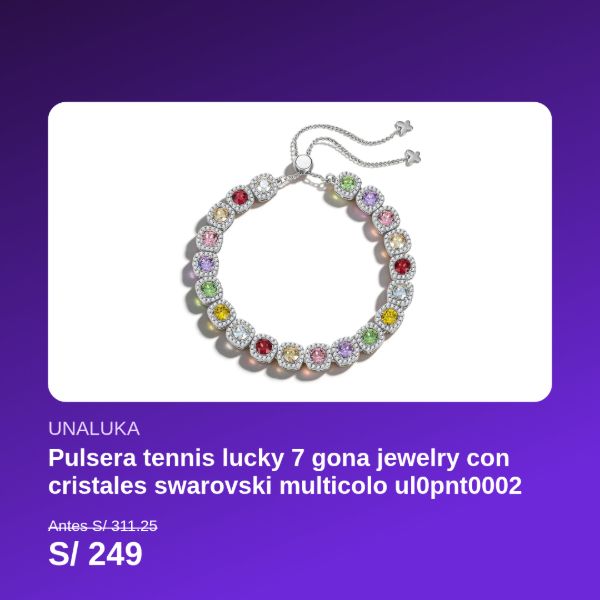 UNALUKA
Pulsera tennis lucky 7 gona jewelry con
cristales swarovski multicolo ul0pnt0002
Antes S/ 311.25
S/ 249